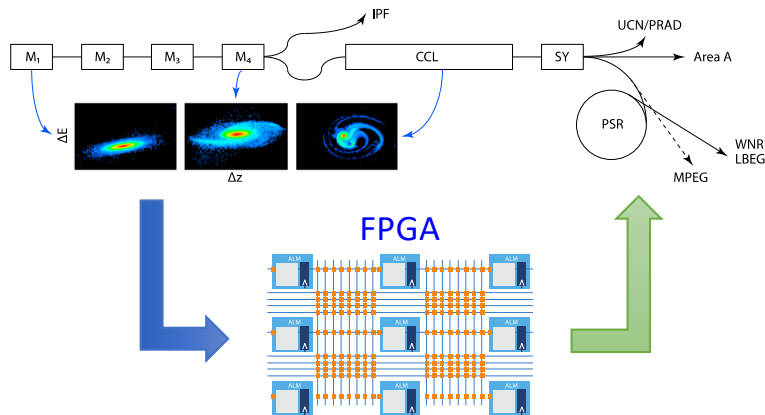 IPF
UCN/PRAD
M₁
M₂
M₃
M₄
CCL
SY
Area A
ΔE
Δz
PSR
WNR
LBEG
MPEG
FPGA
ALM
ALM
ALM
ALM
ALM
ALM
ALM
ALM
ALM